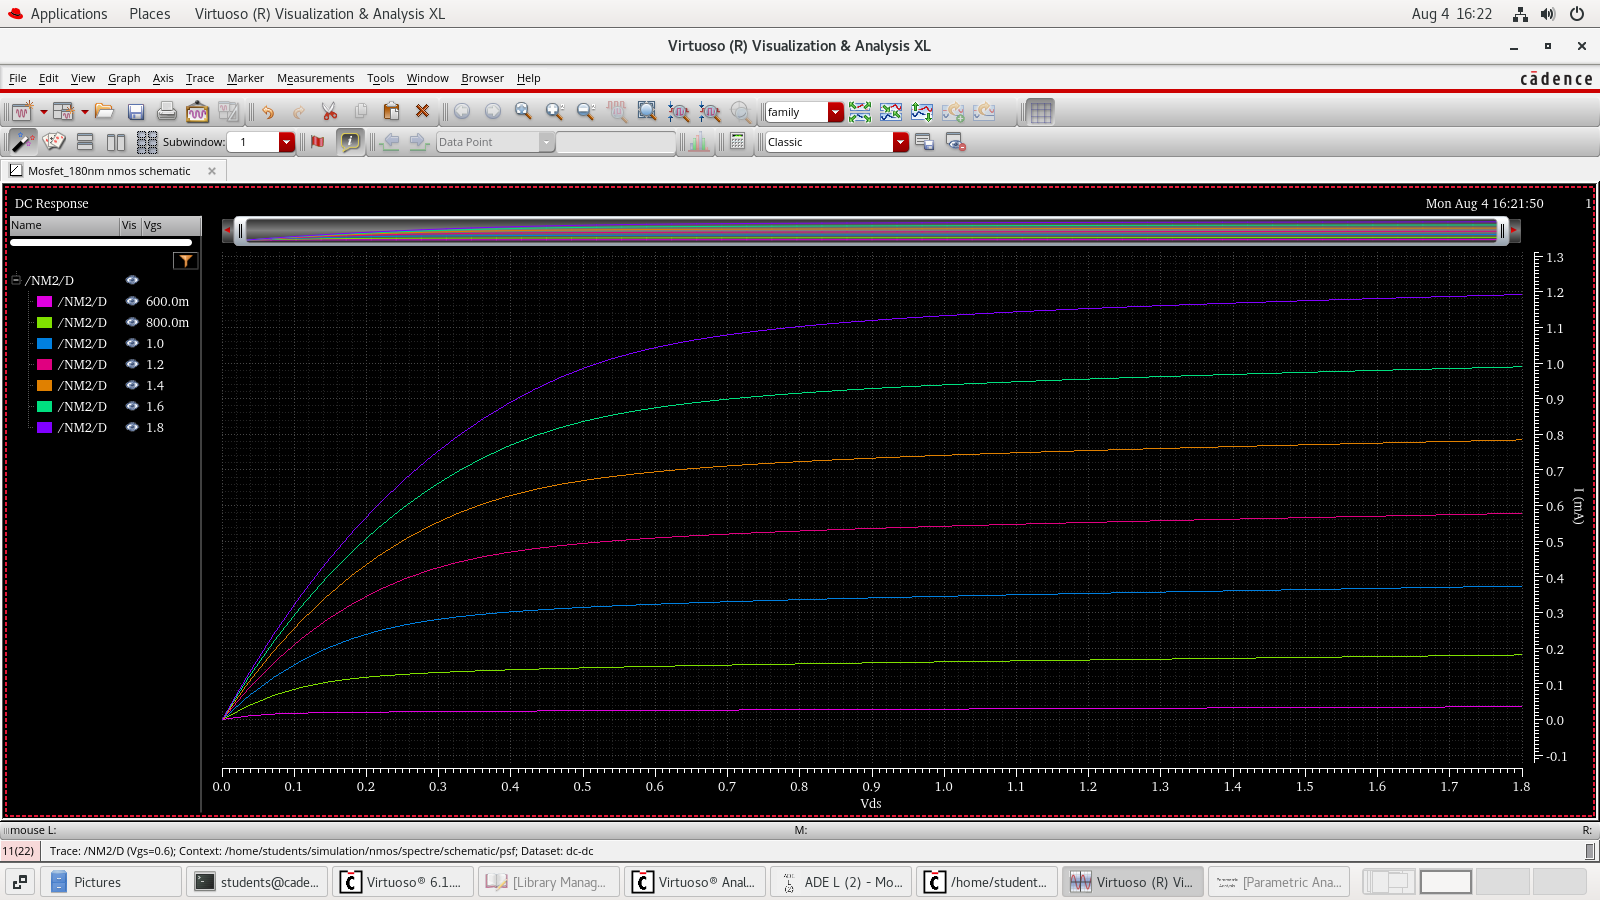 Applications Places Virtuoso (R) Visualization & Analysis XL Aug 4 16:22
Virtuoso (R) Visualization & Analysis XL
File Edit View Graph Axis Trace Marker Measurements Tools Window Browser Help cādence
family
Subwindow: 1 Data Point Classic
Mosfet_180nm nmos schematic
DC Response Mon Aug 4 16:21:50 1
Name Vis Vgs
/NM2/D
/NM2/D 600.0m
/NM2/D 800.0m
/NM2/D 1.0
/NM2/D 1.2
/NM2/D 1.4
/NM2/D 1.6
/NM2/D 1.8
1.3
1.2
1.1
1.0
0.9
0.8
0.7
0.6
0.5
0.4
0.3
0.2
0.1
0.0
-0.1
I (mA)
0.0 0.1 0.2 0.3 0.4 0.5 0.6 0.7 0.8 0.9 1.0 1.1 1.2 1.3 1.4 1.5 1.6 1.7 1.8
Vds
mouse L: M: R:
11(22) Trace: /NM2/D (Vgs=0.6); Context: /home/students/simulation/nmos/spectre/schematic/psf; Dataset: dc-dc
Pictures students@cade... Virtuoso® 6.1.... [Library Manag... Virtuoso® Anal... ADE L (2) ADE L (2) - Mo... /home/student... Virtuoso (R) Vi... [Parametric Ana...